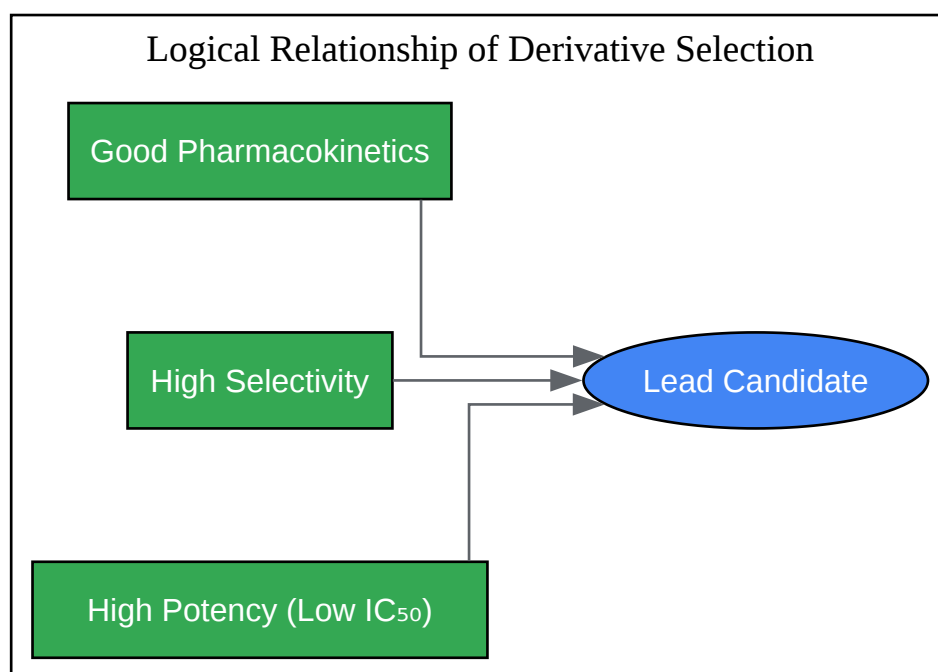 Logical Relationship of Derivative Selection
Good Pharmacokinetics
High Selectivity
Lead Candidate
High Potency (Low IC₅₀)